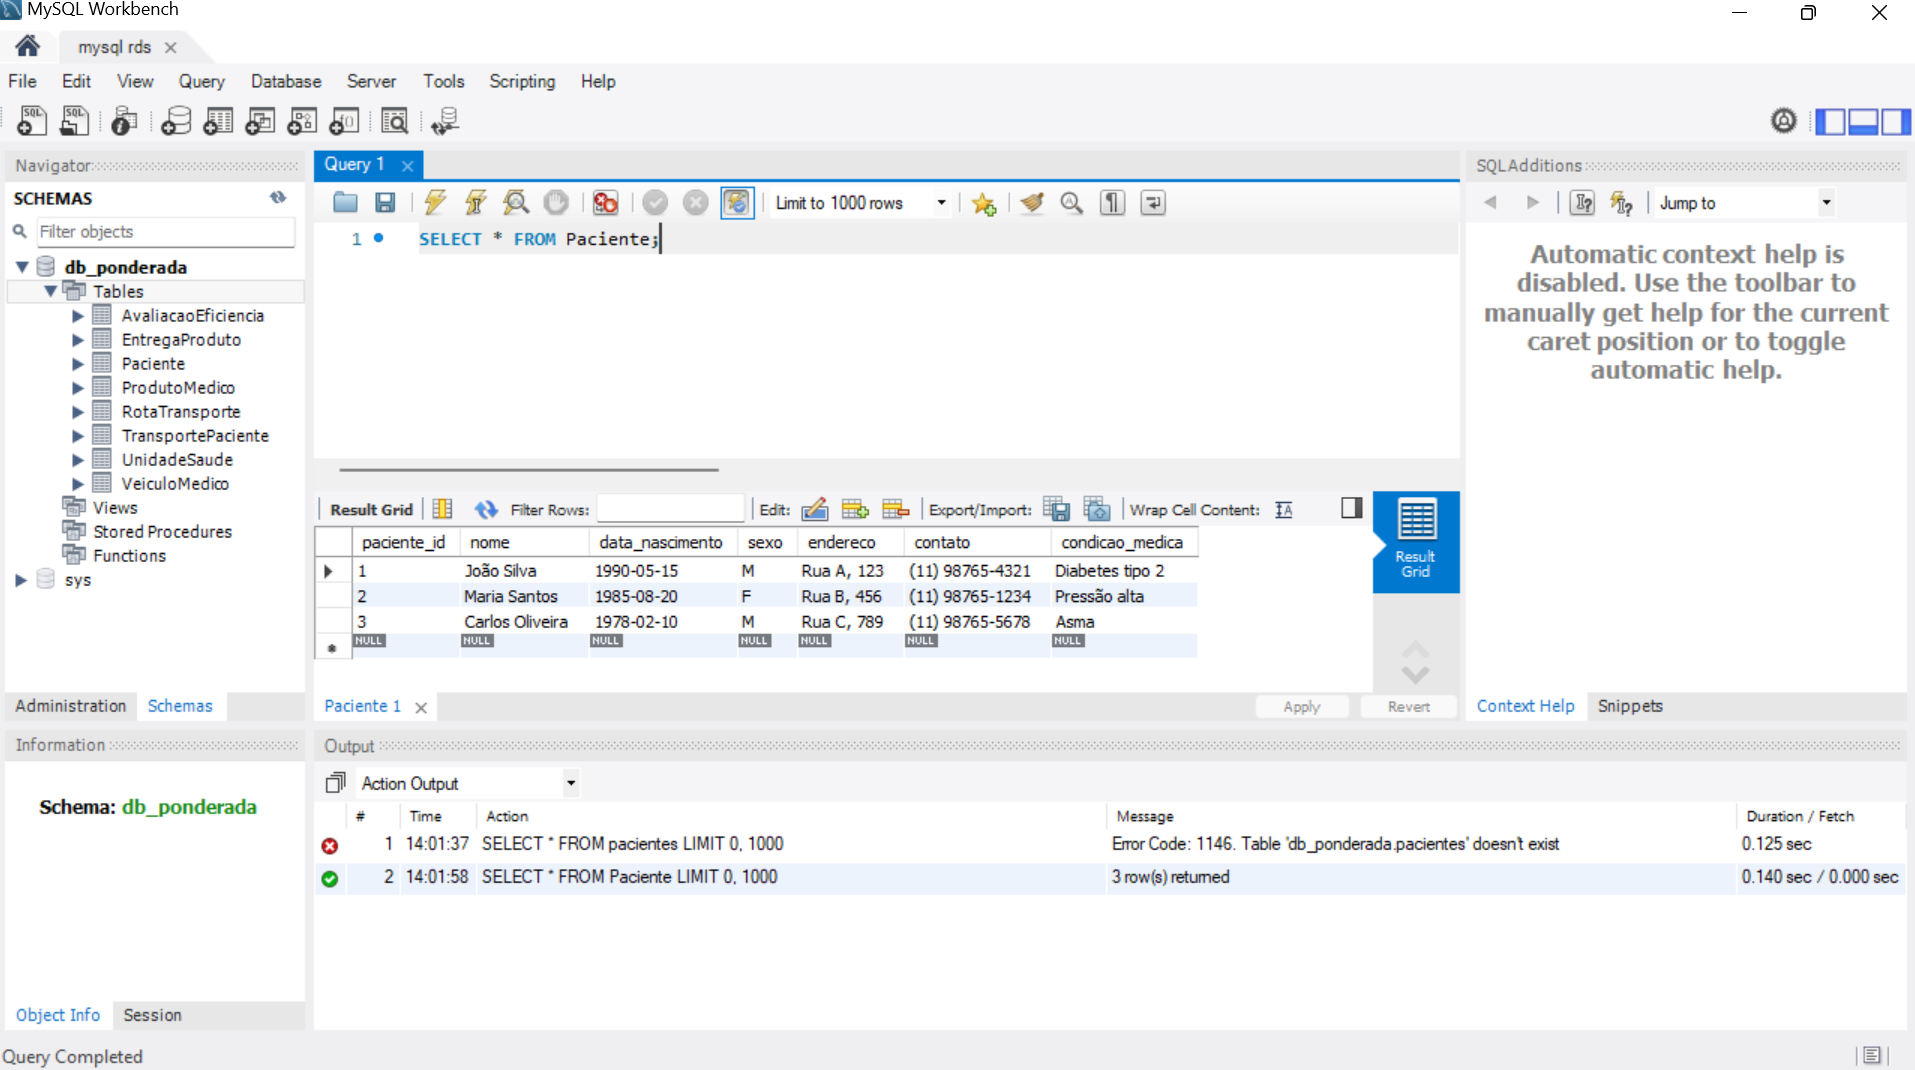 MySQL Workbench
mysql rds
File Edit View Query Database Server Tools Scripting Help
Navigator
SCHEMAS
Filter objects
db_ponderada
Tables
AvaliacaoEficiencia
EntregaProduto
Paciente
ProdutoMedico
RotaTransporte
TransportePaciente
UnidadeSaude
VeiculoMedico
Views
Stored Procedures
Functions
sys
Administration Schemas
Information
Schema: db_ponderada
Object Info Session
Query 1
Limit to 1000 rows
1 SELECT * FROM Paciente;
Result Grid Filter Rows: Edit: Export/Import: Wrap Cell Content:
paciente_id nome data_nascimento sexo endereco contato condicao_medica
1 João Silva 1990-05-15 M Rua A, 123 (11) 98765-4321 Diabetes tipo 2
2 Maria Santos 1985-08-20 F Rua B, 456 (11) 98765-1234 Pressão alta
3 Carlos Oliveira 1978-02-10 M Rua C, 789 (11) 98765-5678 Asma
NULL NULL NULL NULL NULL NULL NULL
Result
Grid
Paciente 1 Apply Revert
SQLAdditions
Jump to
Automatic context help is
disabled. Use the toolbar to
manually get help for the current
caret position or to toggle
automatic help.
Context Help Snippets
Output
Action Output
# Time Action Message Duration / Fetch
1 14:01:37 SELECT * FROM pacientes LIMIT 0, 1000 Error Code: 1146. Table 'db_ponderada.pacientes' doesn't exist 0.125 sec
2 14:01:58 SELECT * FROM Paciente LIMIT 0, 1000 3 row(s) returned 0.140 sec / 0.000 sec
Query Completed